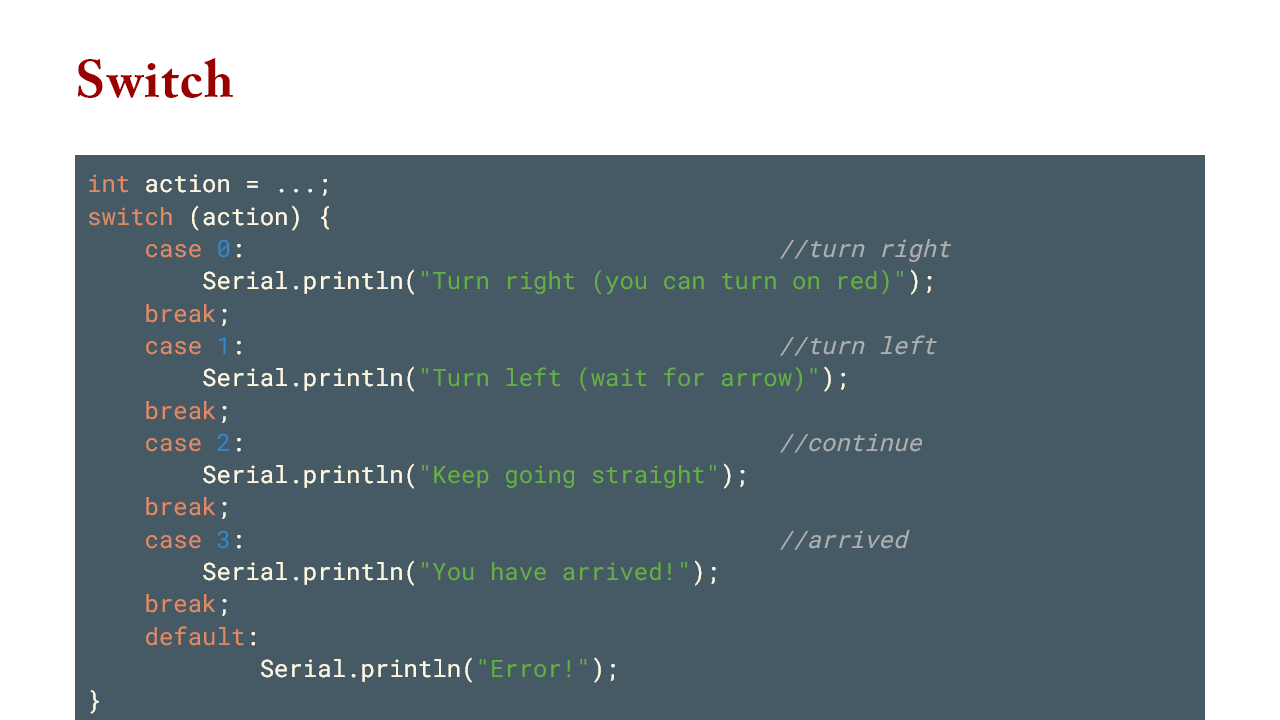 Switch
int action = ...;
switch (action) {
    case 0:                                     //turn right
        Serial.println("Turn right (you can turn on red)");
    break;
    case 1:                                     //turn left
        Serial.println("Turn left (wait for arrow)");
    break;
    case 2:                                     //continue
        Serial.println("Keep going straight");
    break;
    case 3:                                     //arrived
        Serial.println("You have arrived!");
    break;
    default:
            Serial.println("Error!");
}